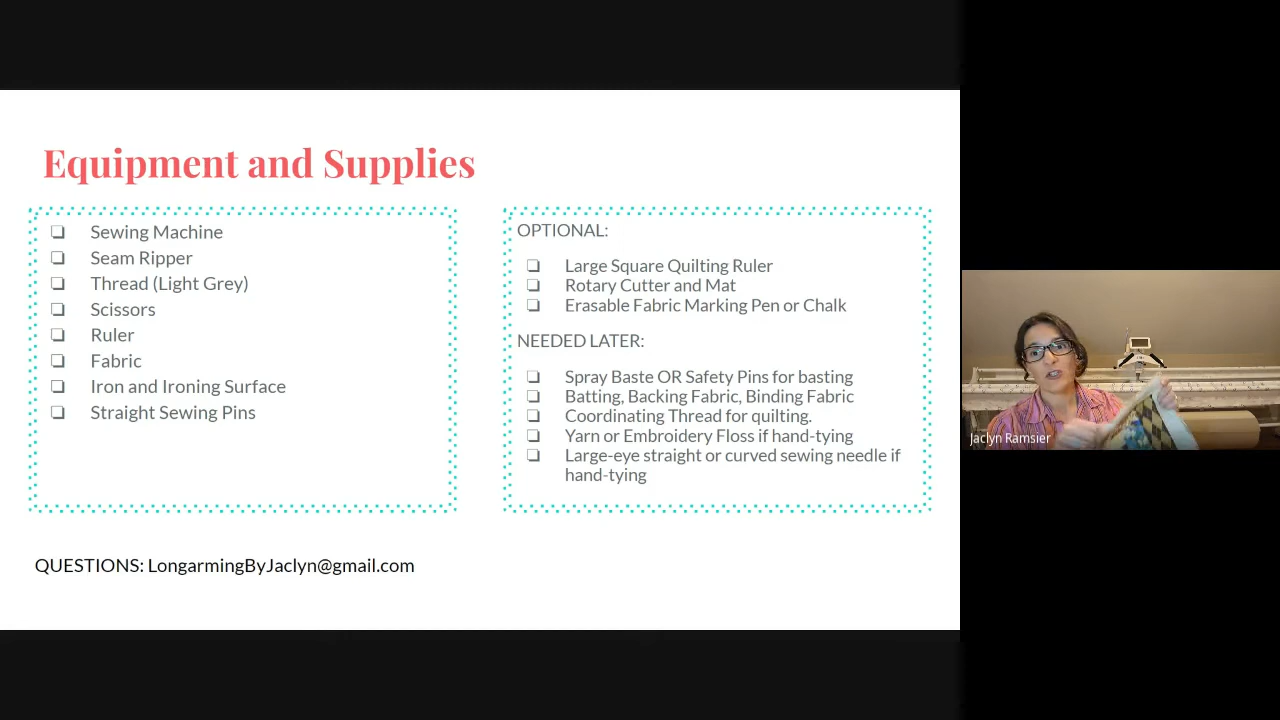 Equipment and Supplies
❏ Sewing Machine
❏ Seam Ripper
❏ Thread (Light Grey)
❏ Scissors
❏ Ruler
❏ Fabric
❏ Iron and Ironing Surface
❏ Straight Sewing Pins
OPTIONAL:
❏ Large Square Quilting Ruler
❏ Rotary Cutter and Mat
❏ Erasable Fabric Marking Pen or Chalk
NEEDED LATER:
❏ Spray Baste OR Safety Pins for basting
❏ Batting, Backing Fabric, Binding Fabric
❏ Coordinating Thread for quilting.
❏ Yarn or Embroidery Floss if hand-tying
❏ Large-eye straight or curved sewing needle if
hand-tying
QUESTIONS: LongarmingByJaclyn@gmail.com
Jaclyn Ramsier